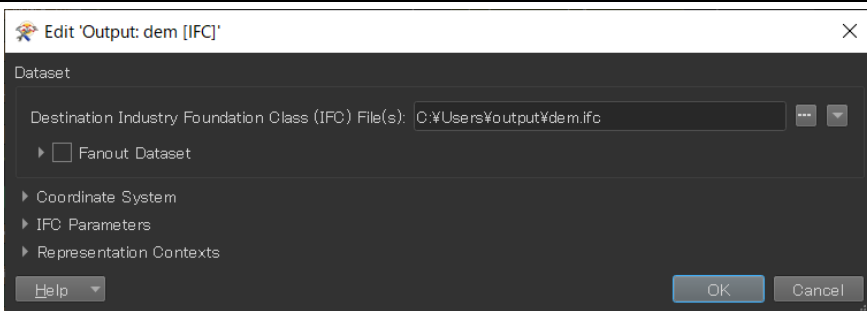 Edit 'Output: dem [IFC]'
Dataset
Destination Industry Foundation Class (IFC) File(s): C:¥Users¥output¥dem.ifc
Fanout Dataset
Coordinate System
IFC Parameters
Representation Contexts
Help OK Cancel